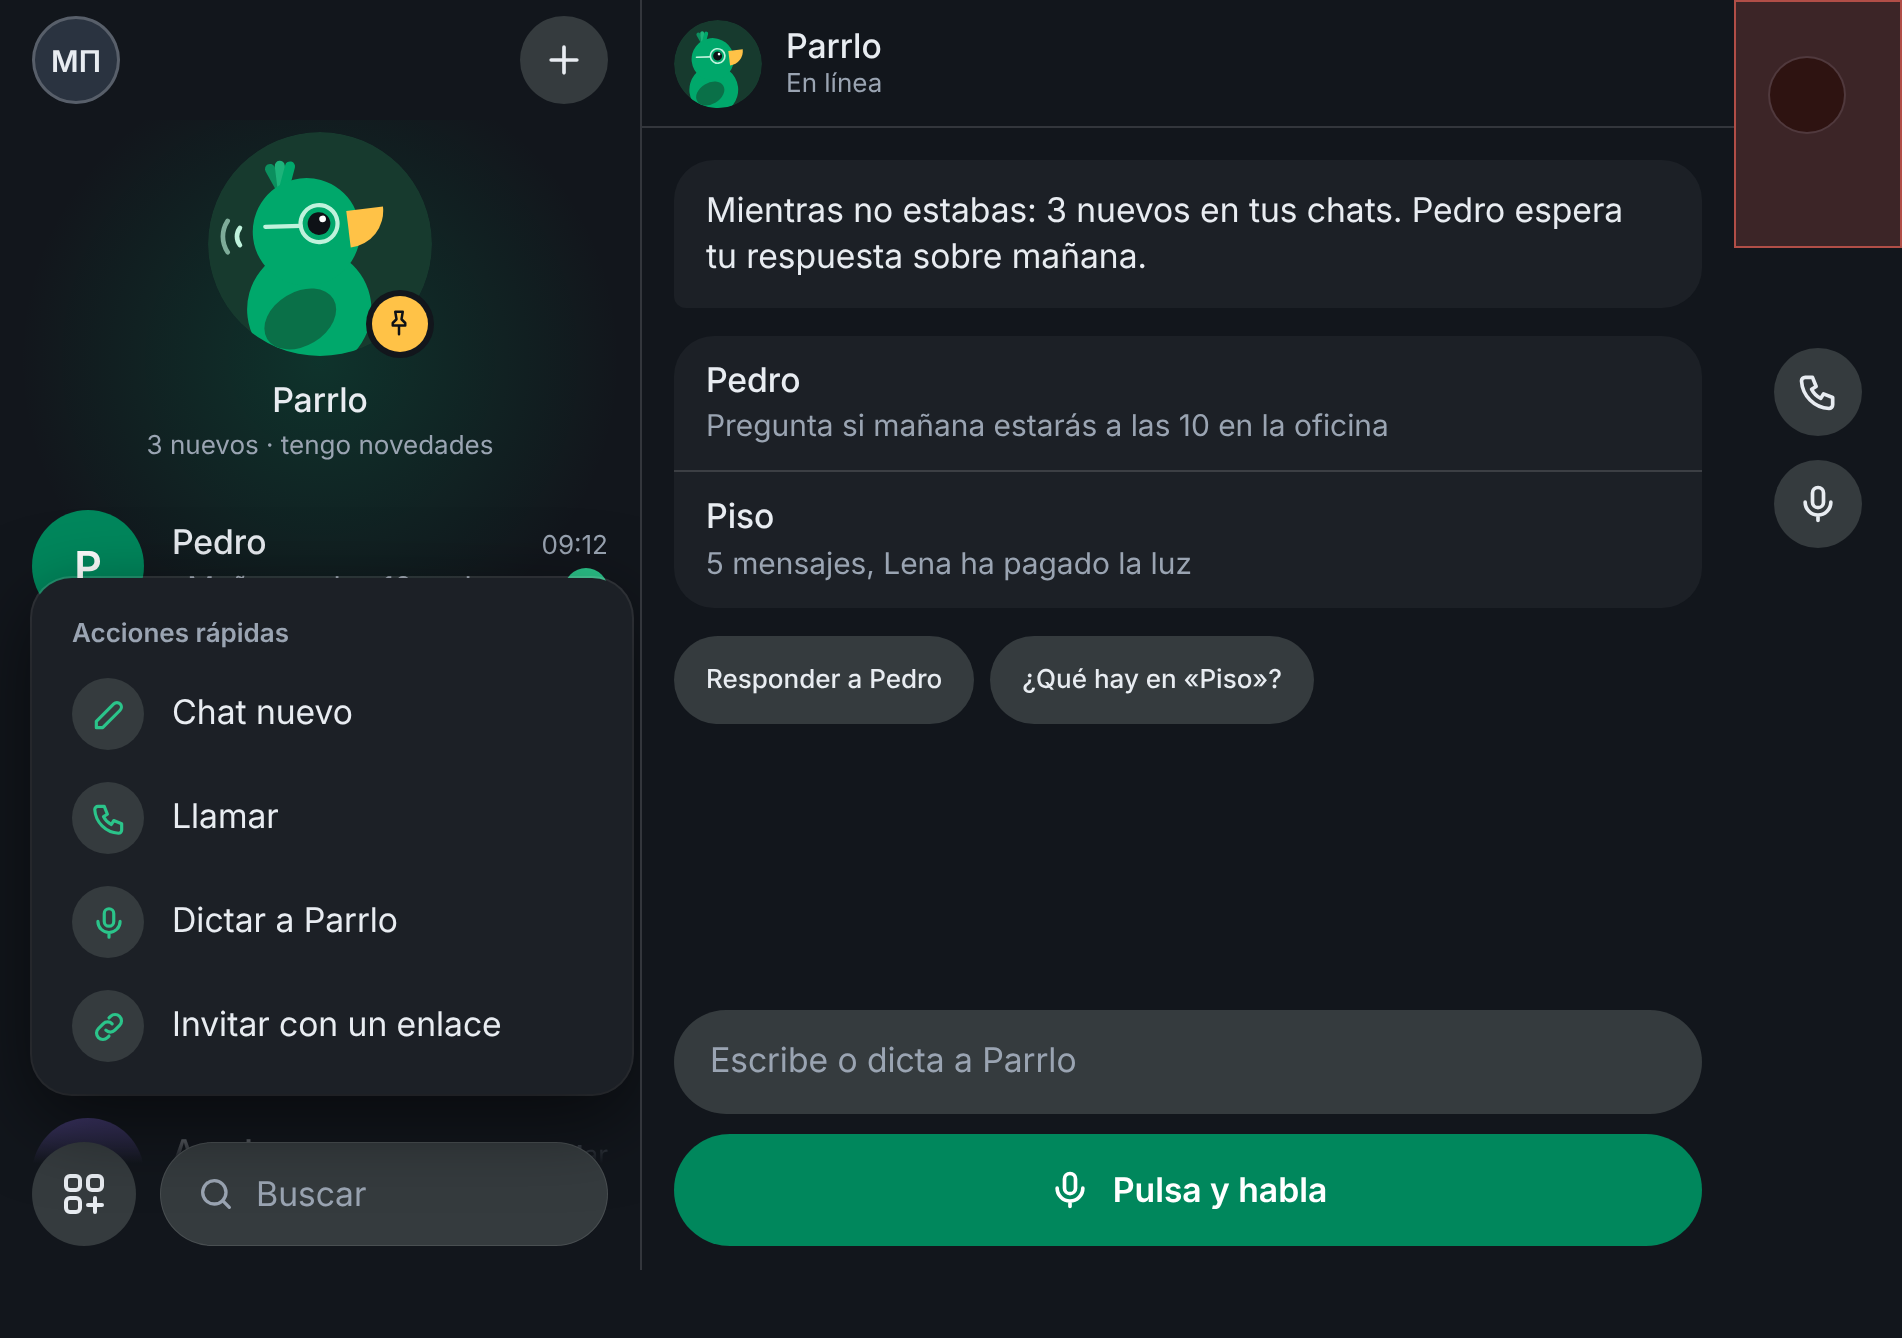 МП
Parrlo
3 nuevos · tengo novedades
Pedro
09:12
P
Acciones rápidas
Chat nuevo
Llamar
Dictar a Parrlo
Invitar con un enlace
Buscar
Parrlo
En línea
Mientras no estabas: 3 nuevos en tus chats. Pedro espera
tu respuesta sobre mañana.
Pedro
Pregunta si mañana estarás a las 10 en la oficina
Piso
5 mensajes, Lena ha pagado la luz
Responder a Pedro
¿Qué hay en «Piso»?
Escribe o dicta a Parrlo
Pulsa y habla